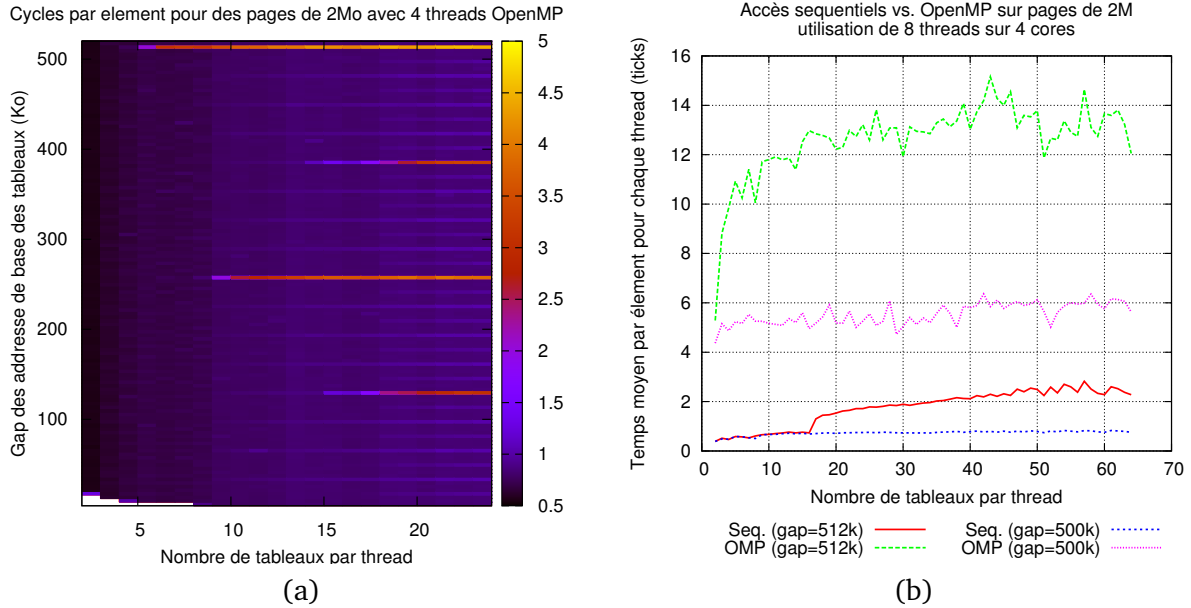 Cycles par element pour des pages de 2Mo avec 4 threads OpenMP
Gap des addresse de base des tableaux (Ko)
500
400
300
200
100
5
10
15
20
Nombre de tableaux par thread
5
4.5
4
3.5
3
2.5
2
1.5
1
0.5
(a)
Accès sequentiels vs. OpenMP sur pages de 2M
utilisation de 8 threads sur 4 cores
Temps moyen par élement pour chaque thread (ticks)
16
14
12
10
8
6
4
2
0
0
10
20
30
40
50
60
70
Nombre de tableaux par thread
Seq. (gap=512k)
OMP (gap=512k)
Seq. (gap=500k)
OMP (gap=500k)
(b)